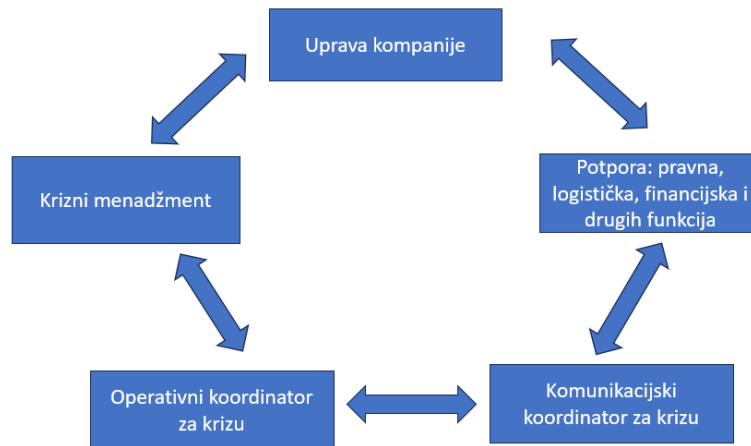 Uprava kompanije
Krizni menadžment
Potpora: pravna,
logistička, financijska i
drugih funkcija
Operativni koordinator
za krizu
Komunikacijski
koordinator za krizu